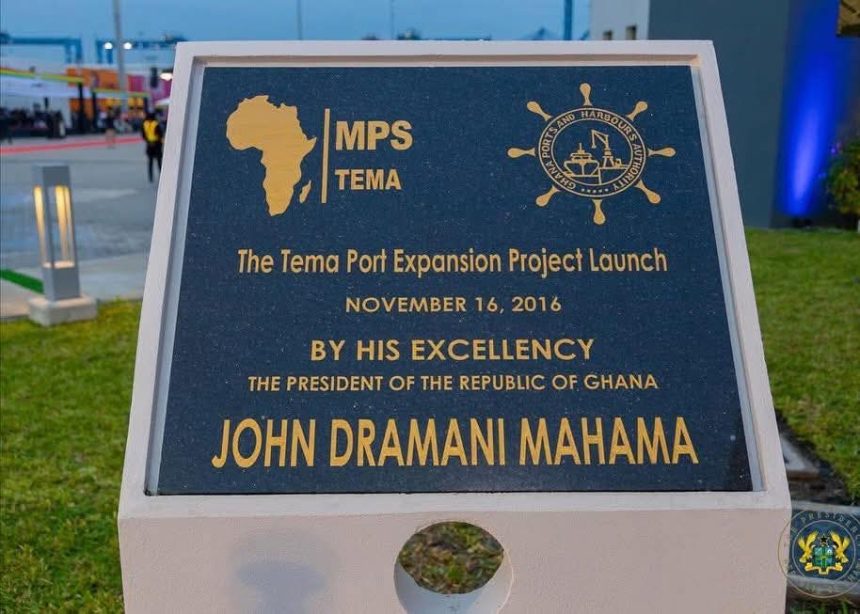 MPS
TEMA
GHANA PORTS AND HARBOURS AUTHORITY
The Tema Port Expansion Project Launch
NOVEMBER 16, 2016
BY HIS EXCELLENCY
THE PRESIDENT OF THE REPUBLIC OF GHANA
JOHN DRAMANI MAHAMA